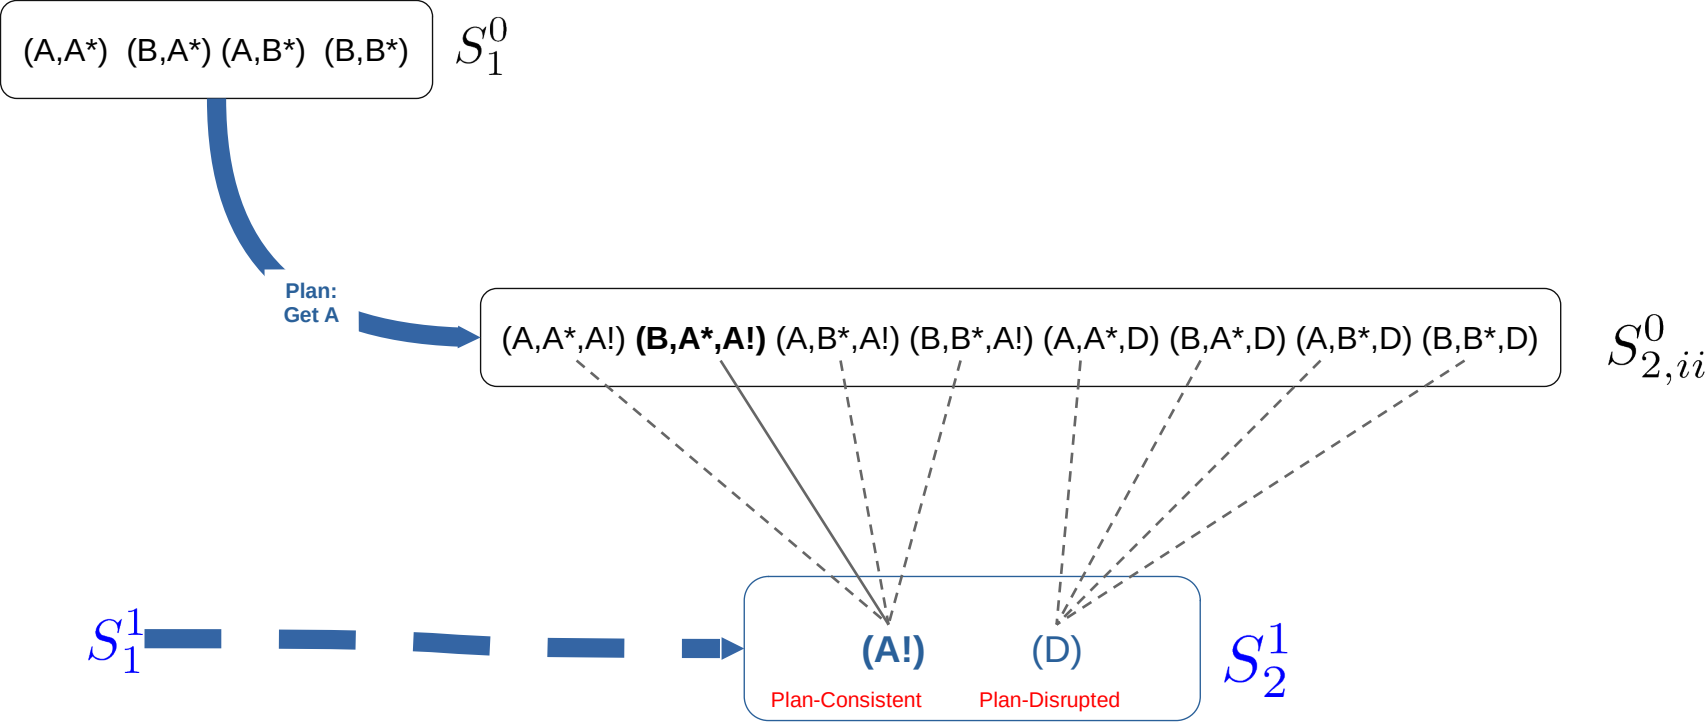 (A,A*) (B,A*) (A,B*) (B,B*)
S_1^0
Plan:
Get A
(A,A*,A!) (B,A*,A!) (A,B*,A!) (B,B*,A!) (A,A*,D) (B,A*,D) (A,B*,D) (B,B*,D)
S_{2,ii}^0
S_1^1
(A!) (D)
S_2^1
Plan-Consistent Plan-Disrupted